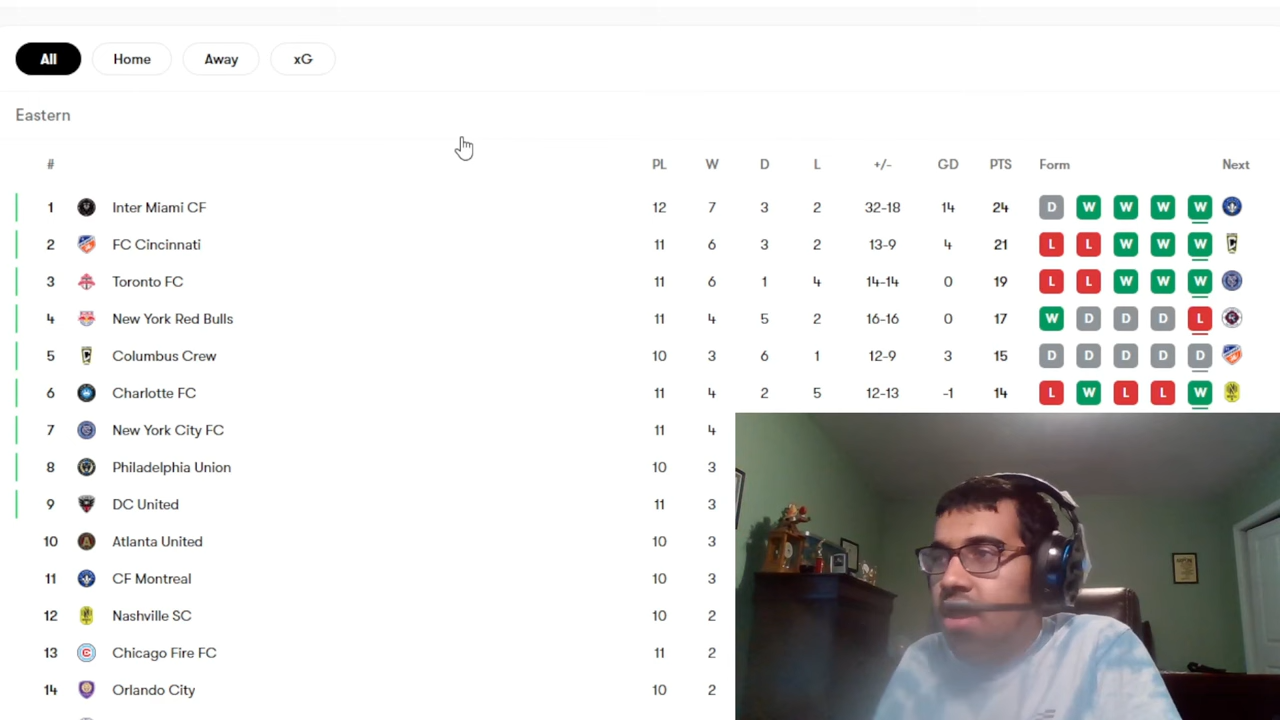 All Home Away xG
Eastern
# PL W D L +/- GD PTS Form Next
1 Inter Miami CF 12 7 3 2 32-18 14 24 D W W W W
2 FC Cincinnati 11 6 3 2 13-9 4 21 L L W W W
3 Toronto FC 11 6 1 4 14-14 0 19 L L W W W
4 New York Red Bulls 11 4 5 2 16-16 0 17 W D D D L
5 Columbus Crew 10 3 6 1 12-9 3 15 D D D D D
6 Charlotte FC 11 4 2 5 12-13 -1 14 L W L L W
7 New York City FC 11 4
8 Philadelphia Union 10 3
9 DC United 11 3
10 Atlanta United 10 3
11 CF Montreal 10 3
12 Nashville SC 10 2
13 Chicago Fire FC 11 2
14 Orlando City 10 2